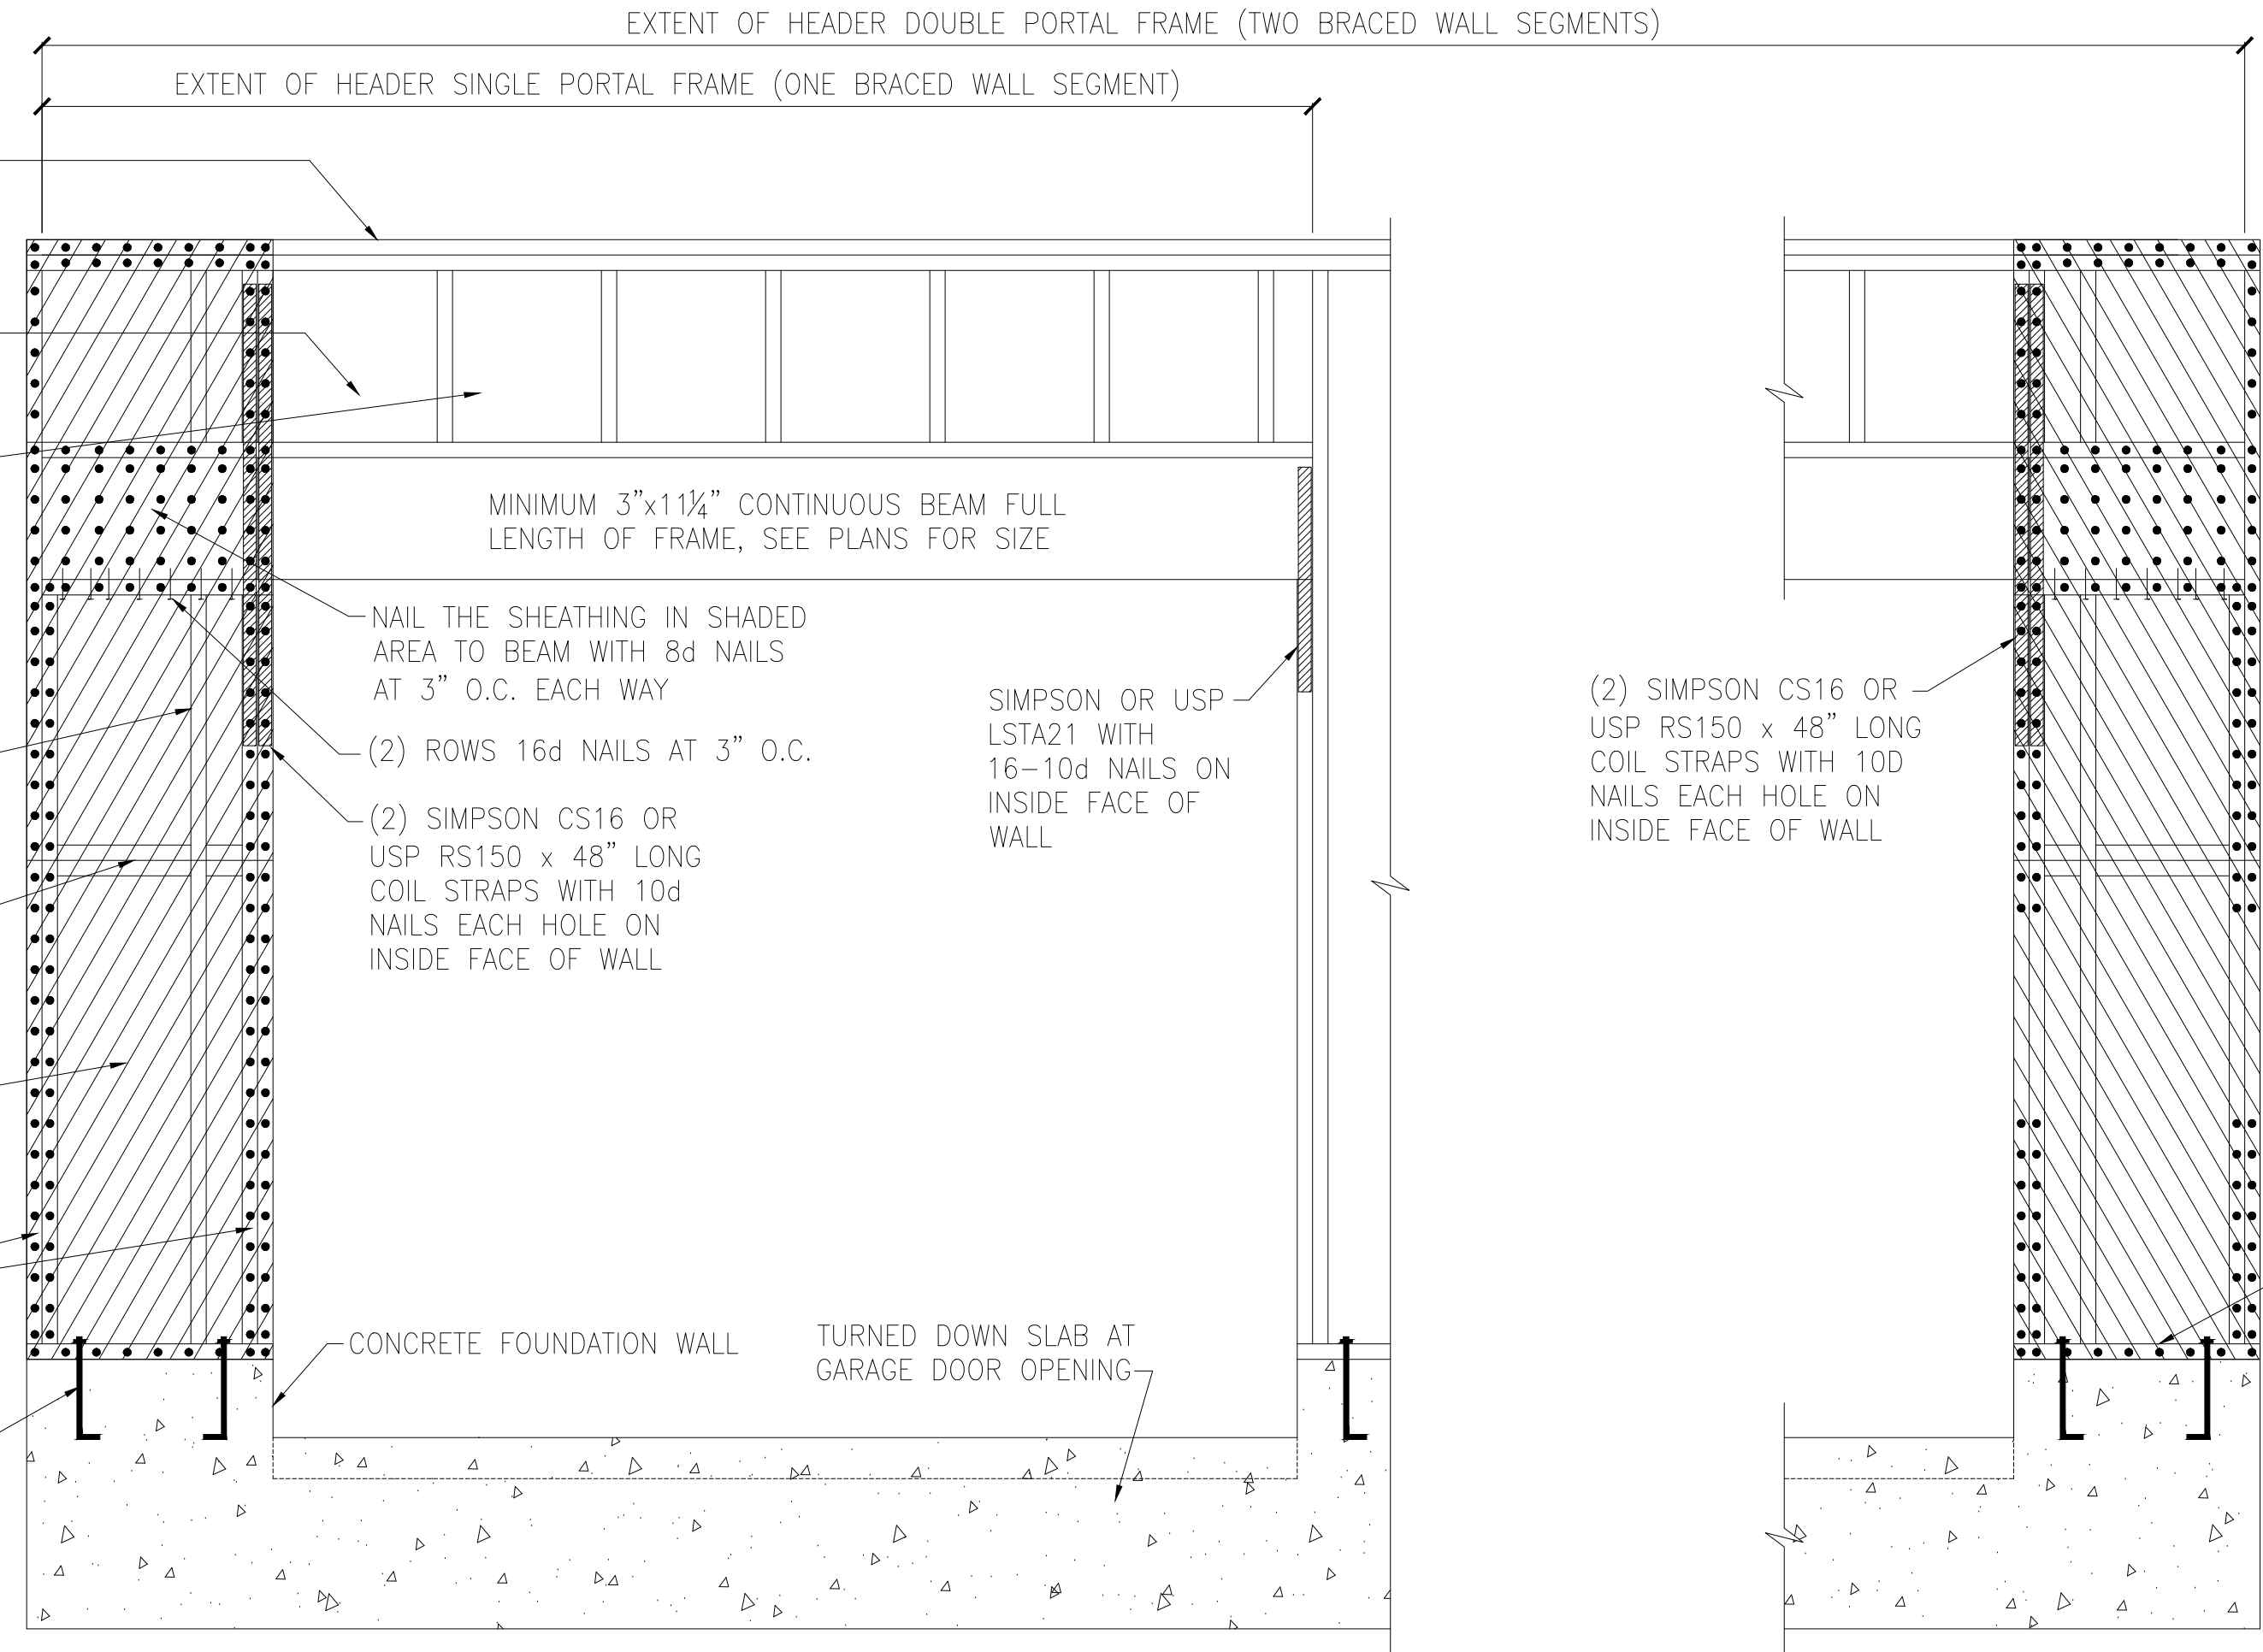 EXTENT OF HEADER DOUBLE PORTAL FRAME (TWO BRACED WALL SEGMENTS)
EXTENT OF HEADER SINGLE PORTAL FRAME (ONE BRACED WALL SEGMENT)
MINIMUM 3”x11¼” CONTINUOUS BEAM FULL
LENGTH OF FRAME, SEE PLANS FOR SIZE
NAIL THE SHEATHING IN SHADED
AREA TO BEAM WITH 8d NAILS
AT 3” O.C. EACH WAY
(2) ROWS 16d NAILS AT 3” O.C.
(2) SIMPSON CS16 OR
USP RS150 x 48” LONG
COIL STRAPS WITH 10d
NAILS EACH HOLE ON
INSIDE FACE OF WALL
SIMPSON OR USP
LSTA21 WITH
16–10d NAILS ON
INSIDE FACE OF
WALL
(2) SIMPSON CS16 OR
USP RS150 x 48” LONG
COIL STRAPS WITH 10D
NAILS EACH HOLE ON
INSIDE FACE OF WALL
CONCRETE FOUNDATION WALL
TURNED DOWN SLAB AT
GARAGE DOOR OPENING